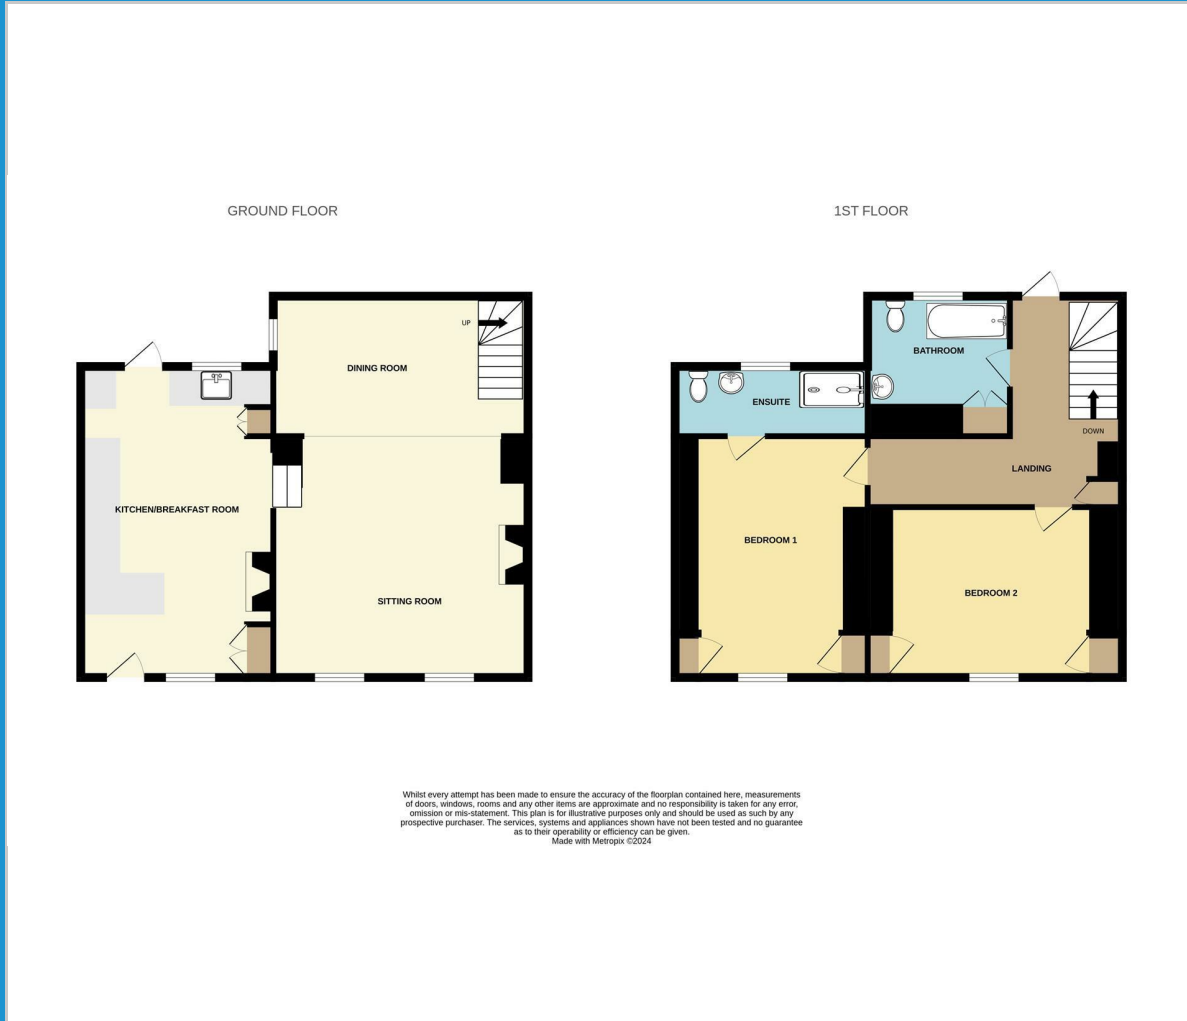 GROUND FLOOR
1ST FLOOR
UP
DINING ROOM
KITCHEN/BREAKFAST ROOM
SITTING ROOM
BATHROOM
ENSUITE
DOWN
LANDING
BEDROOM 1
BEDROOM 2
Whilst every attempt has been made to ensure the accuracy of the floorplan contained here, measurements
of doors, windows, rooms and any other items are approximate and no responsibility is taken for any error,
omission or mis-statement. This plan is for illustrative purposes only and should be used as such by any
prospective purchaser. The services, systems and appliances shown have not been tested and no guarantee
as to their operability or efficiency can be given.
Made with Metropix ©2024